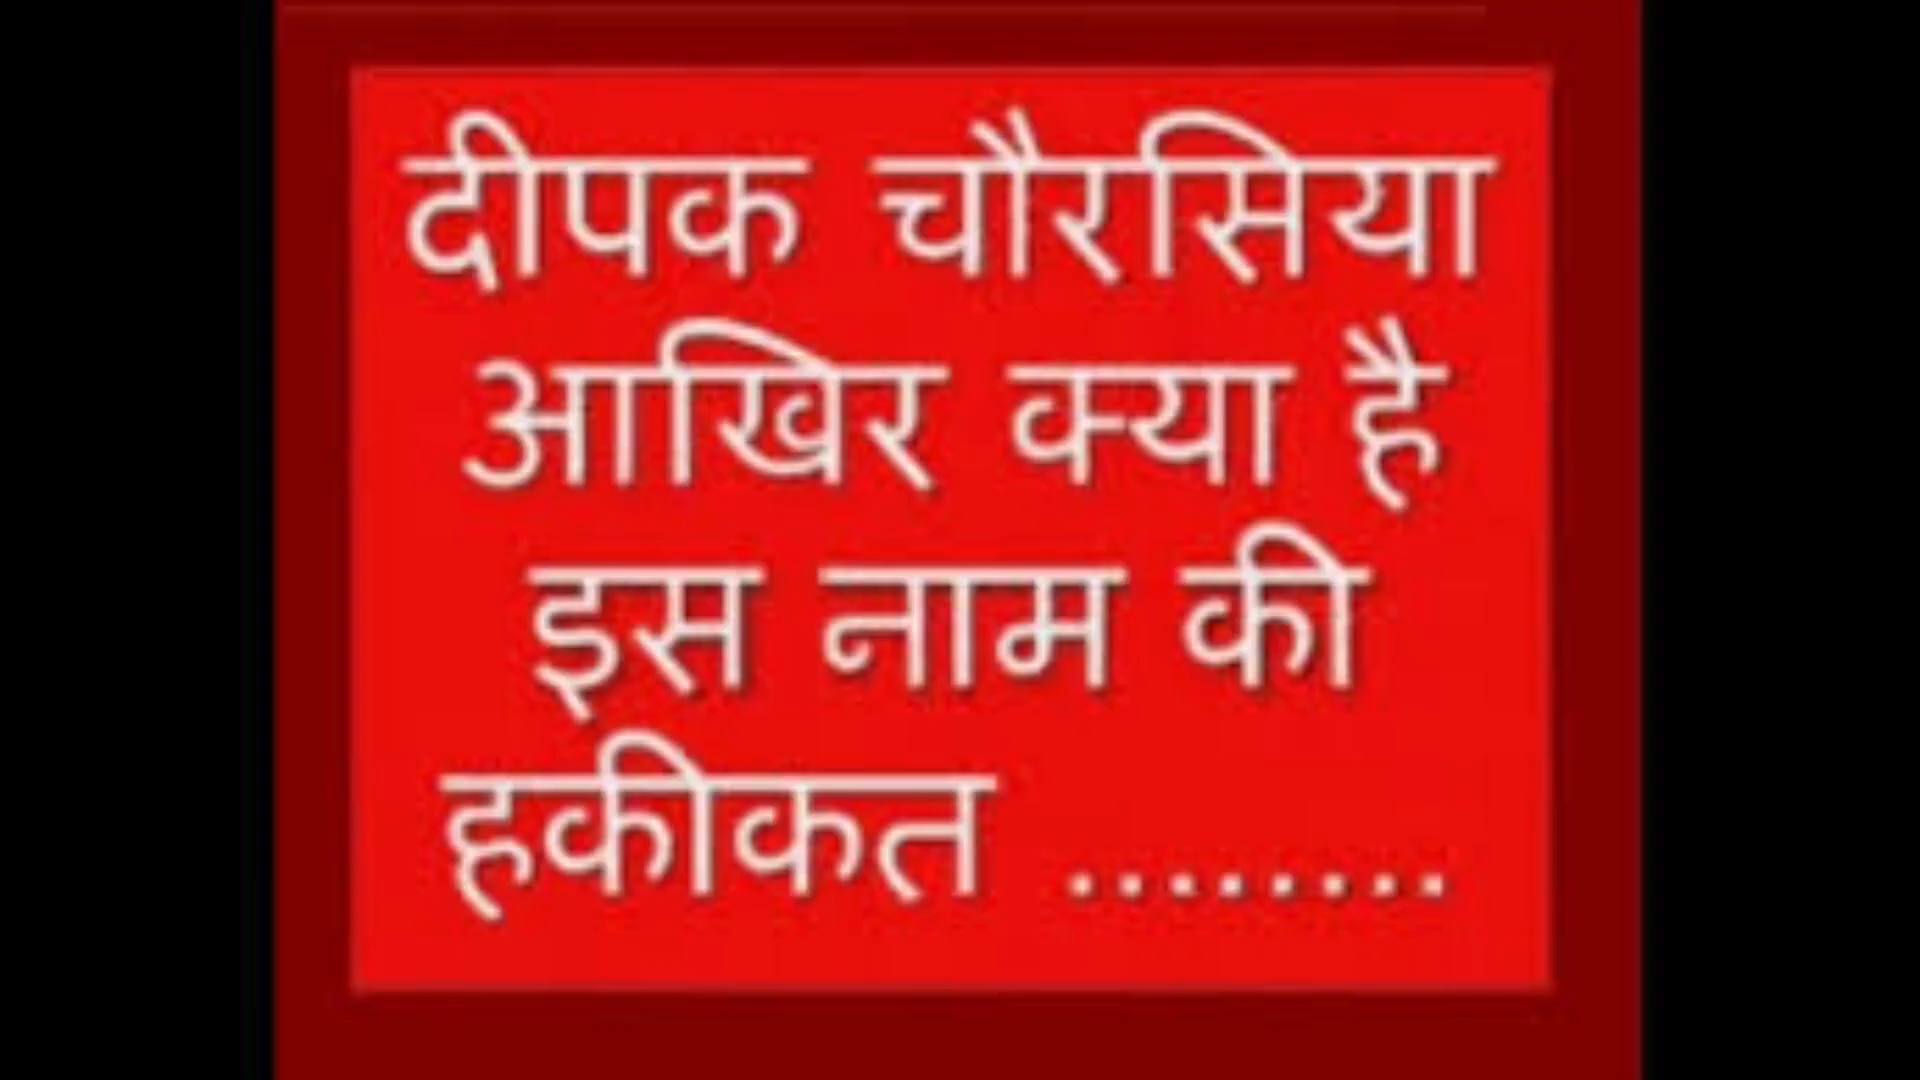 दीपक चौरसिया
आखिर क्या है
इस नाम की
हकीकत ........